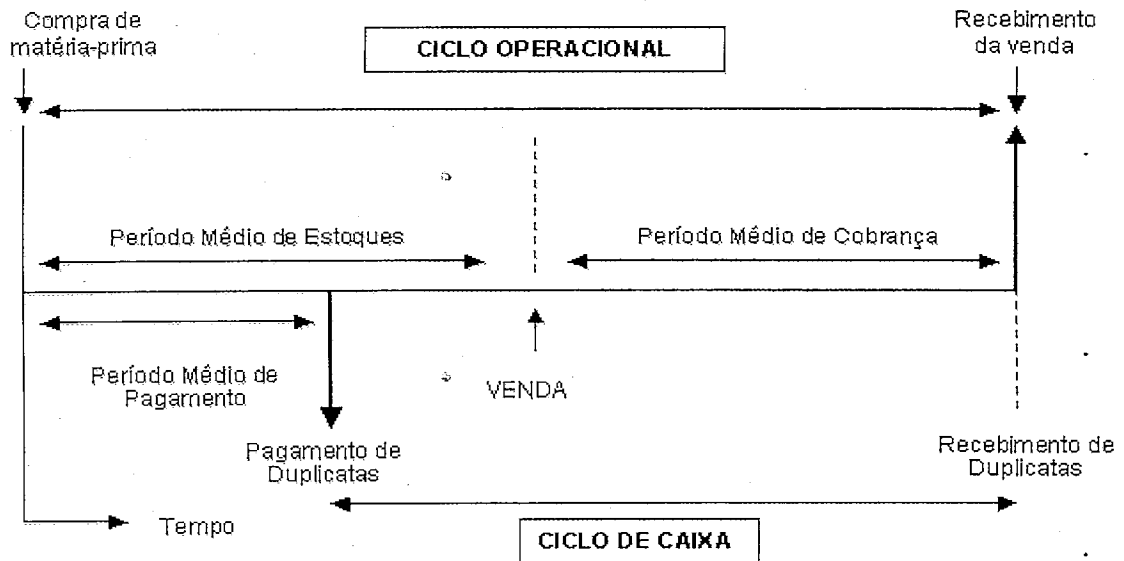 Compra de
matéria-prima
CICLO OPERACIONAL
Recebimento
da venda
Período Médio de Estoques
Período Médio de Cobrança
Período Médio de
Pagamento
VENDA
Pagamento de
Duplicatas
Recebimento de
Duplicatas
Tempo
CICLO DE CAIXA